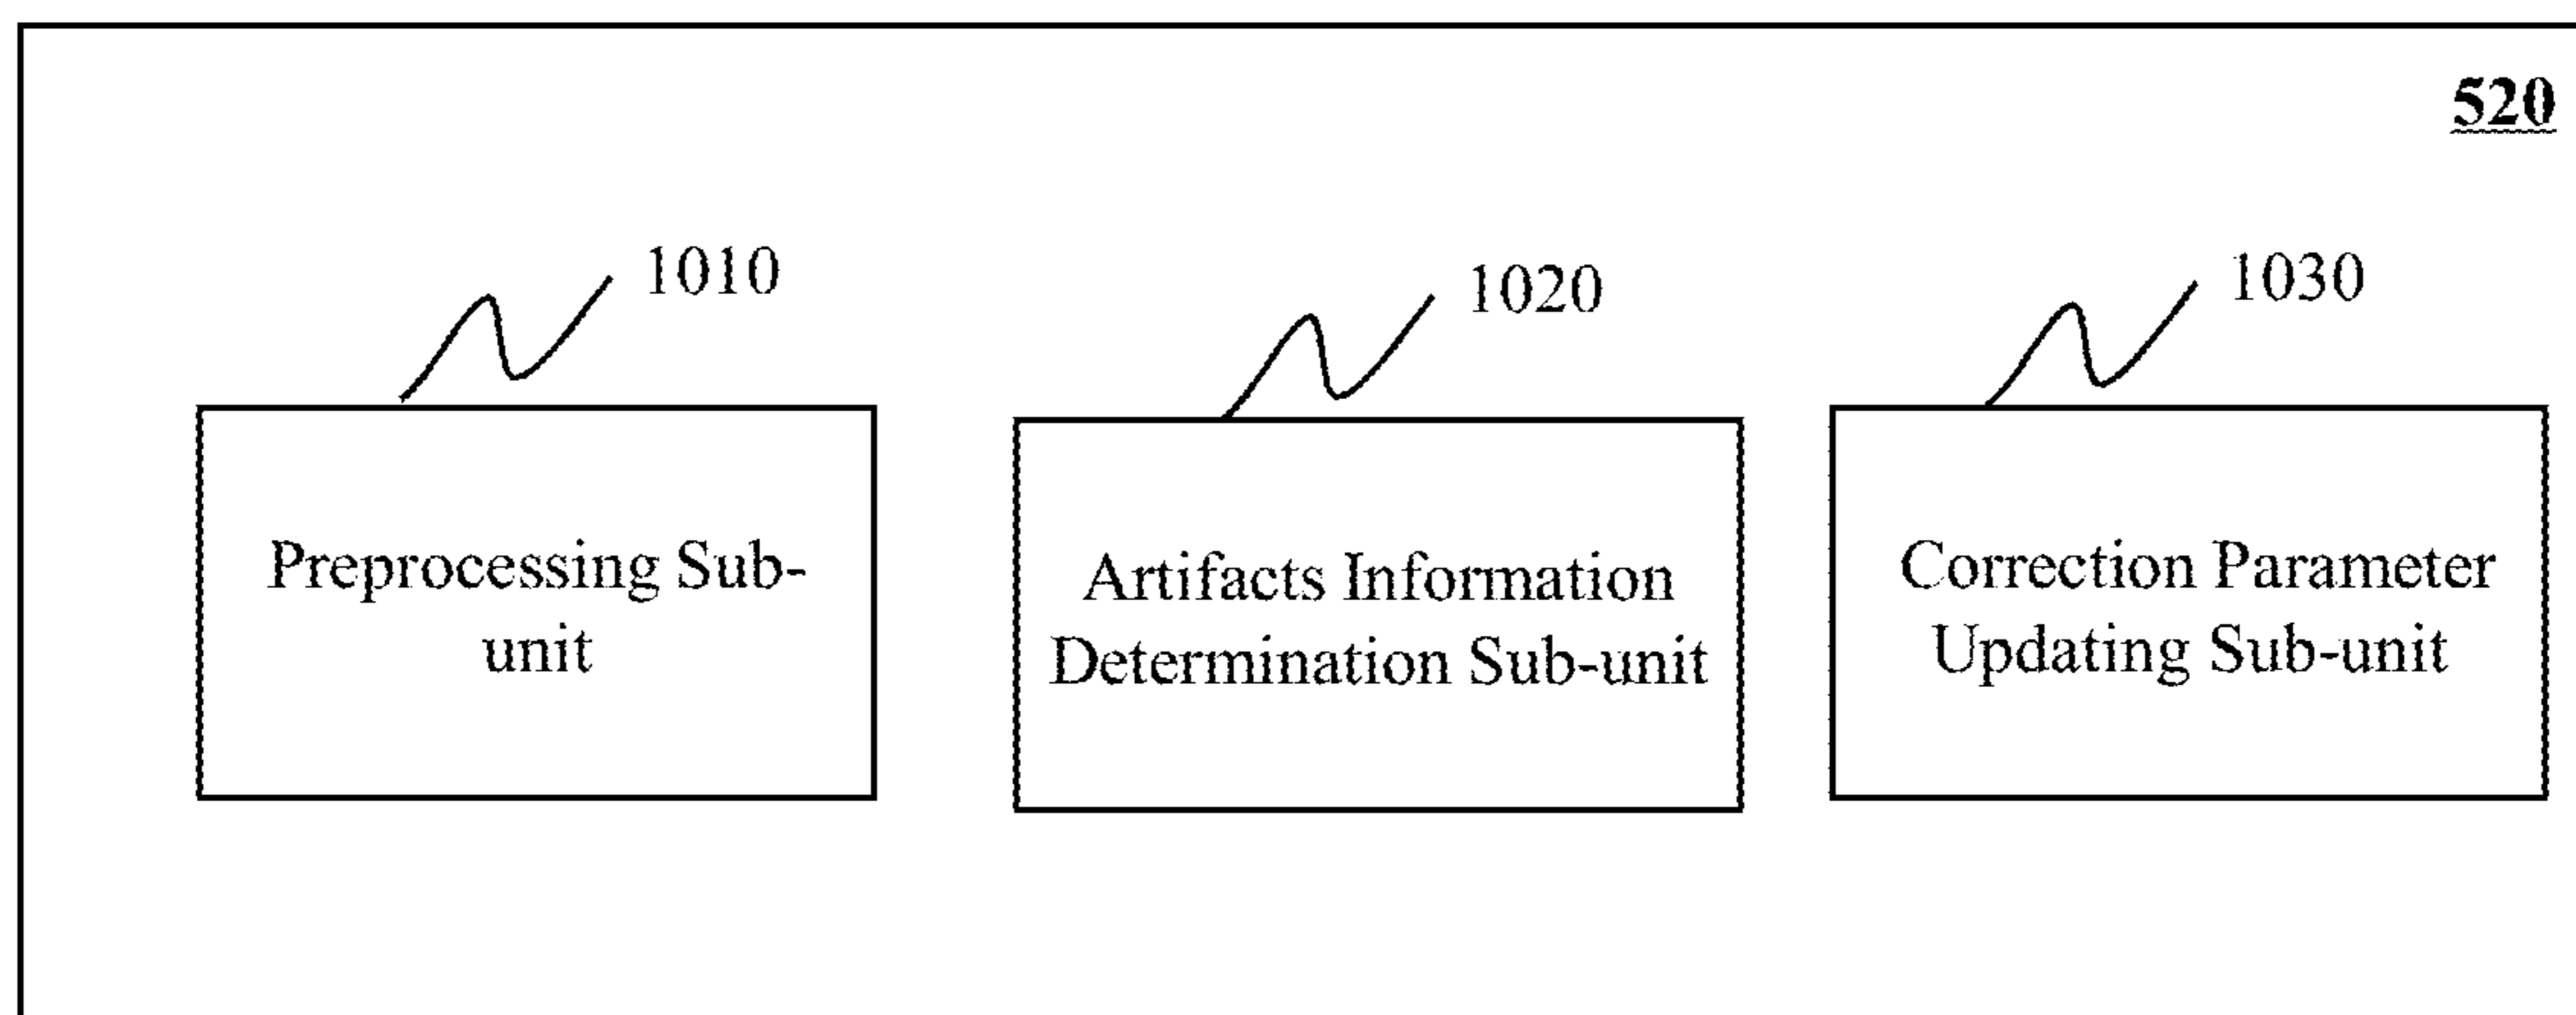 520
1010
1020
1030
Preprocessing Sub-
unit
Artifacts Information
Determination Sub-unit
Correction Parameter
Updating Sub-unit